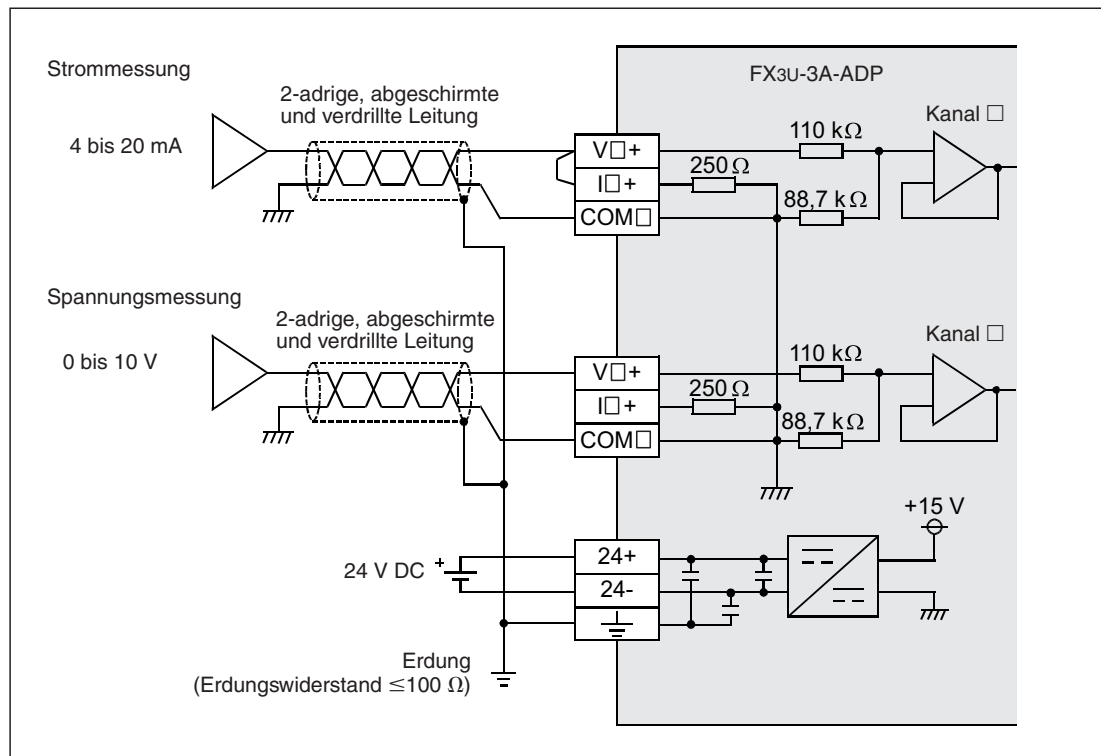 Strommessung
4 bis 20 mA
2-adrige, abgeschirmte
und verdrillte Leitung
FX3U-3A-ADP
Kanal □
V□+
I□+
COM□
110 kΩ
250 Ω
88,7 kΩ
Spannungsmessung
0 bis 10 V
2-adrige, abgeschirmte
und verdrillte Leitung
Kanal □
V□+
I□+
COM□
110 kΩ
250 Ω
88,7 kΩ
24 V DC
+
24+
24-
+15 V
Erdung
(Erdungswiderstand ≤100 Ω)